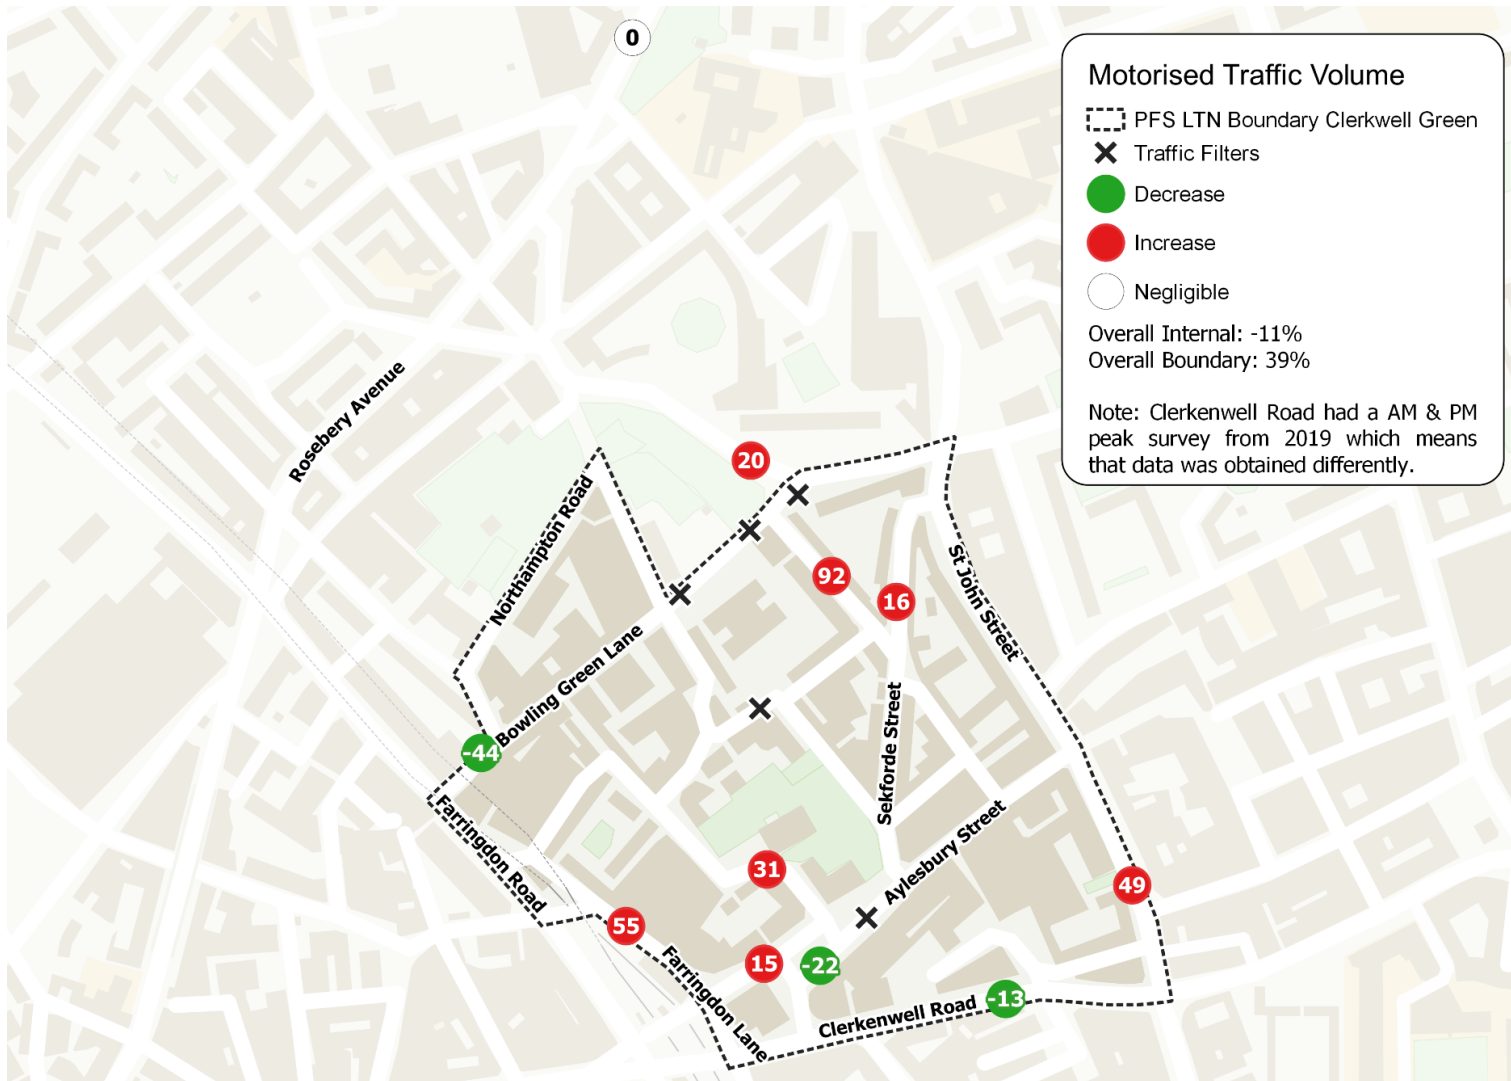 0
Motorised Traffic Volume
PFS LTN Boundary Clerkwell Green
Traffic Filters
Decrease
Increase
Negligible
Overall Internal: -11%
Overall Boundary: 39%
Note: Clerkenwell Road had a AM & PM
peak survey from 2019 which means
that data was obtained differently.
Rosebery Avenue
20
Northampton Road
92
16
St John Street
Bowling Green Lane
-44
Sekforde Street
Farringdon Road
Aylesbury Street
31
49
55
15
-22
Farringdon Lane
Clerkenwell Road
-13